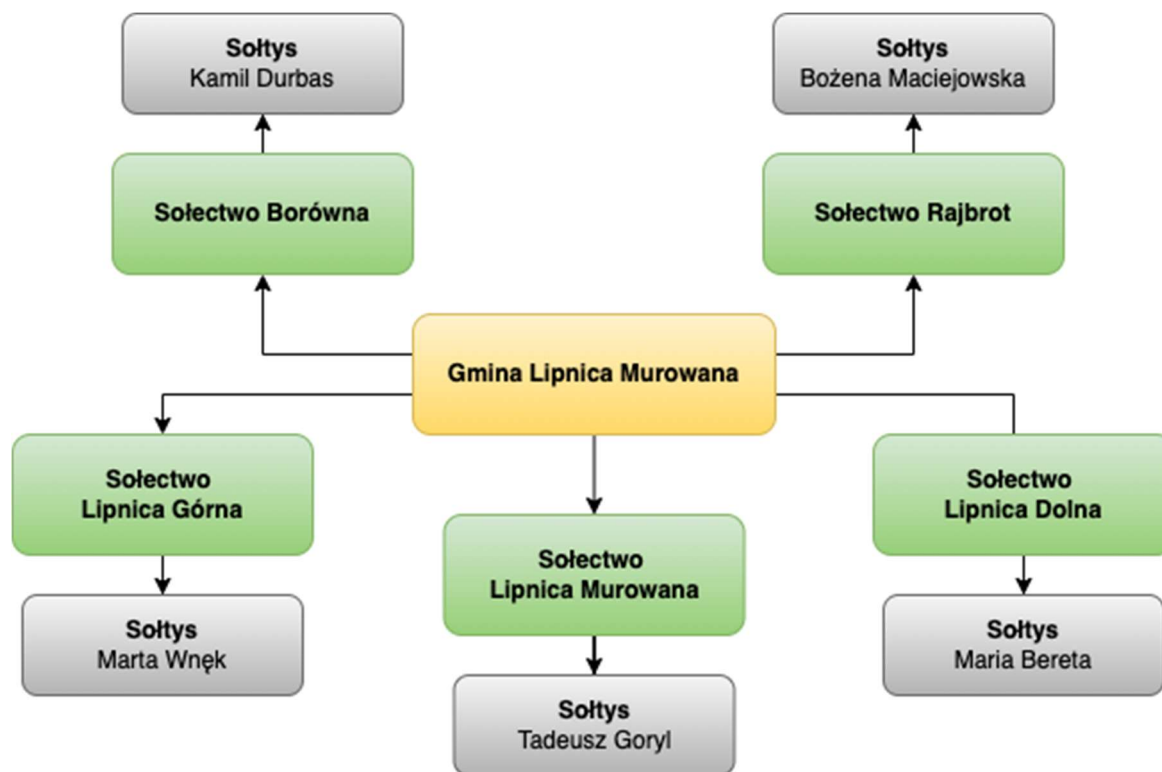 Sołtys
Kamil Durbas
Sołtys
Bożena Maciejowska
Sołectwo Borówna
Sołectwo Rajbrot
Gmina Lipnica Murowana
Sołectwo
Lipnica Górna
Sołectwo
Lipnica Dolna
Sołectwo
Lipnica Murowana
Sołtys
Marta Wnęk
Sołtys
Maria Bereta
Sołtys
Tadeusz Goryl